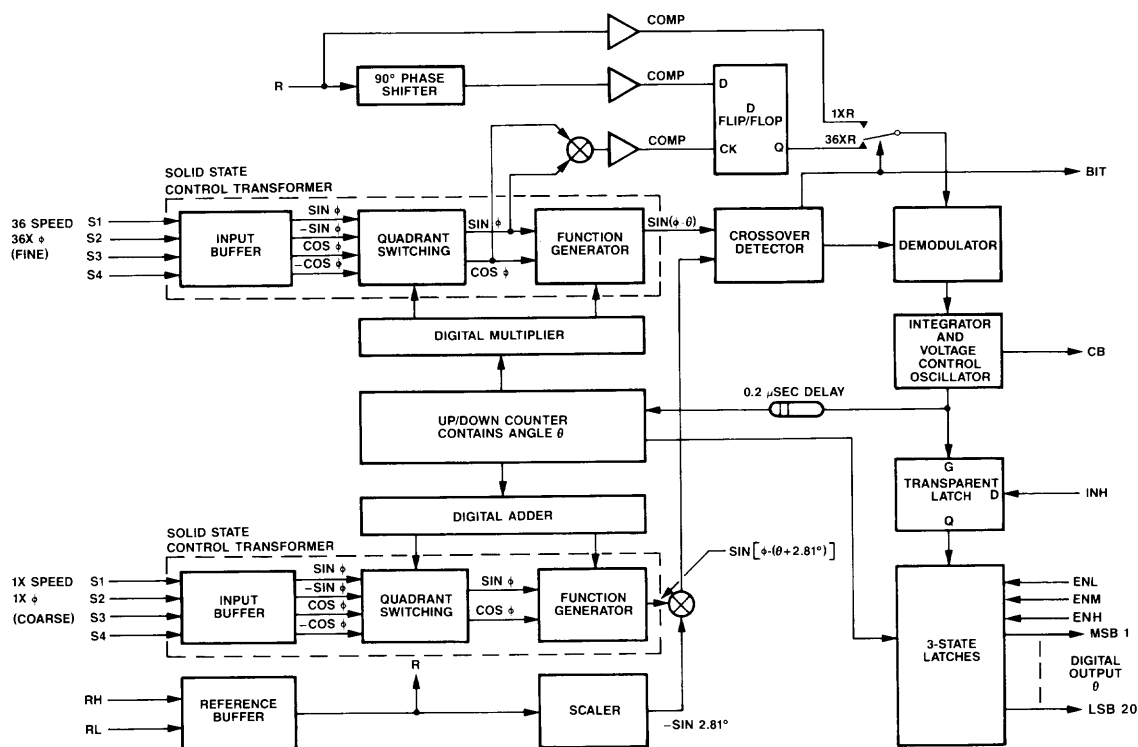 COMP
R
90° PHASE
SHIFTER
COMP
D
D
FLIP/FLOP
CK
Q
COMP
1XR
36XR
BIT
SOLID STATE
CONTROL TRANSFORMER
36 SPEED
36X ϕ
(FINE)
S1
S2
S3
S4
INPUT
BUFFER
SIN ϕ
-SIN ϕ
COS ϕ
-COS ϕ
QUADRANT
SWITCHING
SIN ϕ
COS ϕ
FUNCTION
GENERATOR
SIN(ϕ-θ)
CROSSOVER
DETECTOR
DEMODULATOR
DIGITAL MULTIPLIER
INTEGRATOR
AND
VOLTAGE
CONTROL
OSCILLATOR
CB
0.2 μSEC DELAY
UP/DOWN COUNTER
CONTAINS ANGLE θ
G
TRANSPARENT
LATCH
D
Q
INH
DIGITAL ADDER
SOLID STATE
CONTROL TRANSFORMER
SIN [ϕ-(θ+2.81°)]
1X SPEED
1X ϕ
(COARSE)
S1
S2
S3
S4
INPUT
BUFFER
SIN ϕ
-SIN ϕ
COS ϕ
-COS ϕ
QUADRANT
SWITCHING
SIN ϕ
COS ϕ
FUNCTION
GENERATOR
3-STATE
LATCHES
ENL
ENM
ENH
MSB 1
DIGITAL
OUTPUT
θ
LSB 20
R
RH
RL
REFERENCE
BUFFER
SCALER
-SIN 2.81°